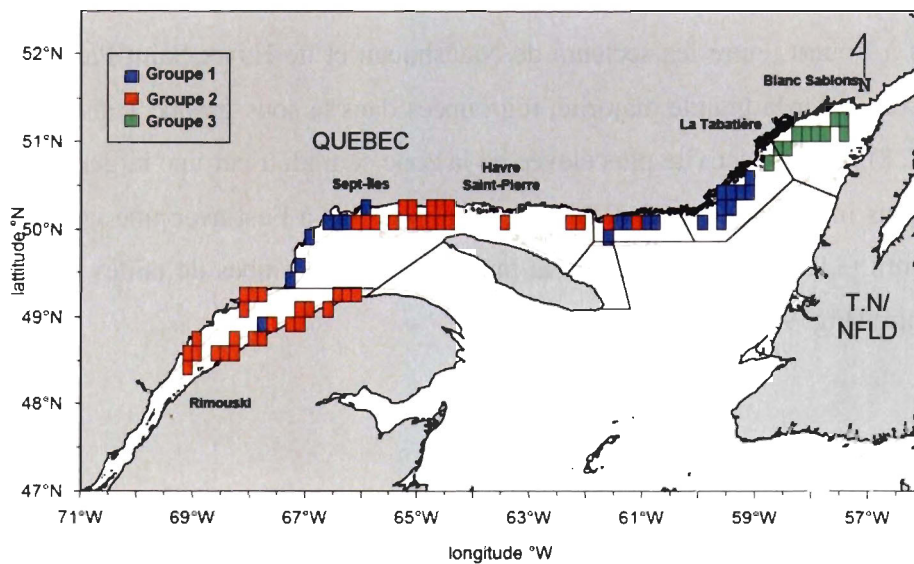 52°N
51°N
50°N
49°N
48°N
47°N
lattitude °N
Groupe 1
Groupe 2
Groupe 3
QUEBEC
Sept-Îles
Havre
Saint-Pierre
La Tabatière
Blanc Sablons
N
T.N/
NFLD
Rimouski
71°W
69°W
67°W
65°W
63°W
61°W
59°W
57°W
longitude °W